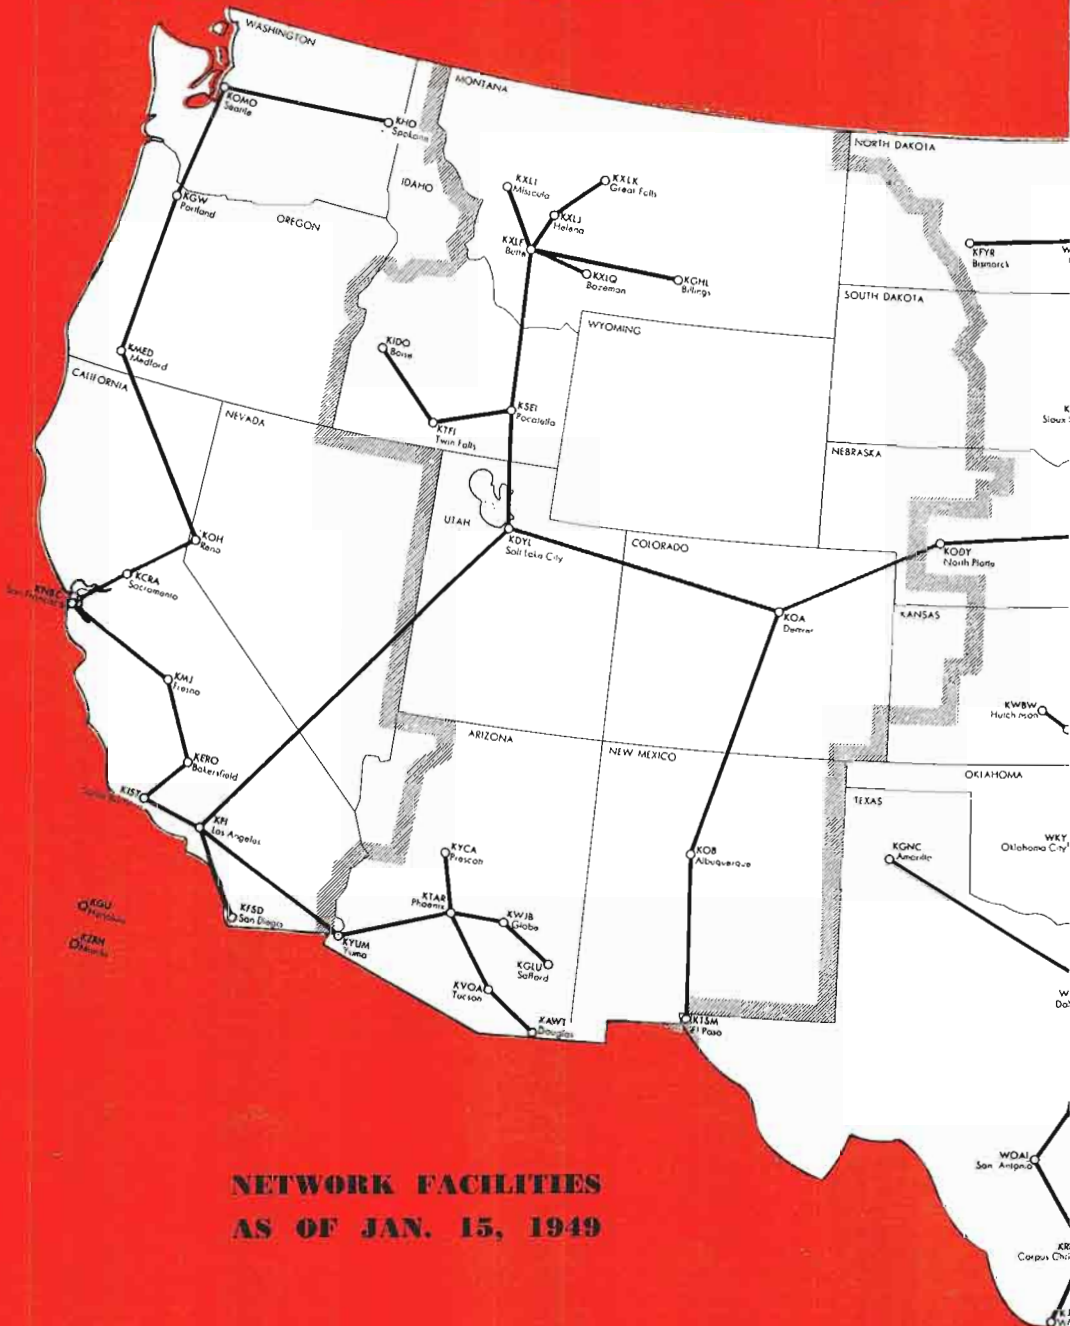 WASHINGTON
MONTANA
NORTH DAKOTA
KOMO
Seattle
KHQ
Spokane
IDAHO
KXLL
Missoula
KXLK
Great Falls
KGW
Portland
OREGON
KXLJ
Helena
KXLF
Butte
KXLQ
Bozeman
KGHL
Billings
KFYR
Bismarck
SOUTH DAKOTA
WYOMING
KIDO
Boise
KMED
Medford
CALIFORNIA
NEVADA
KTFI
Twin Falls
KSEI
Pocatello
Sioux
NEBRASKA
UTAH
KDYL
Salt Lake City
COLORADO
KODY
North Platte
KOH
Reno
KCRA
Sacramento
San Francisco
KOA
Denver
KANSAS
KMJ
Fresno
KWBW
Hutchinson
ARIZONA
NEW MEXICO
KERO
Bakersfield
OKLAHOMA
KIST
TEXAS
KFI
Los Angeles
KYCA
Prescott
KOB
Albuquerque
KGNC
Amarillo
WKY
Oklahoma City
KGU
KTAR
Phoenix
KWJB
Globe
KFSD
San Diego
KYUM
Yuma
KGLU
Safford
KVOA
Tucson
KAWT
Douglas
KTSM
El Paso
WOAI
San Antonio
Corpus Chri
NETWORK FACILITIES
AS OF JAN. 15, 1949